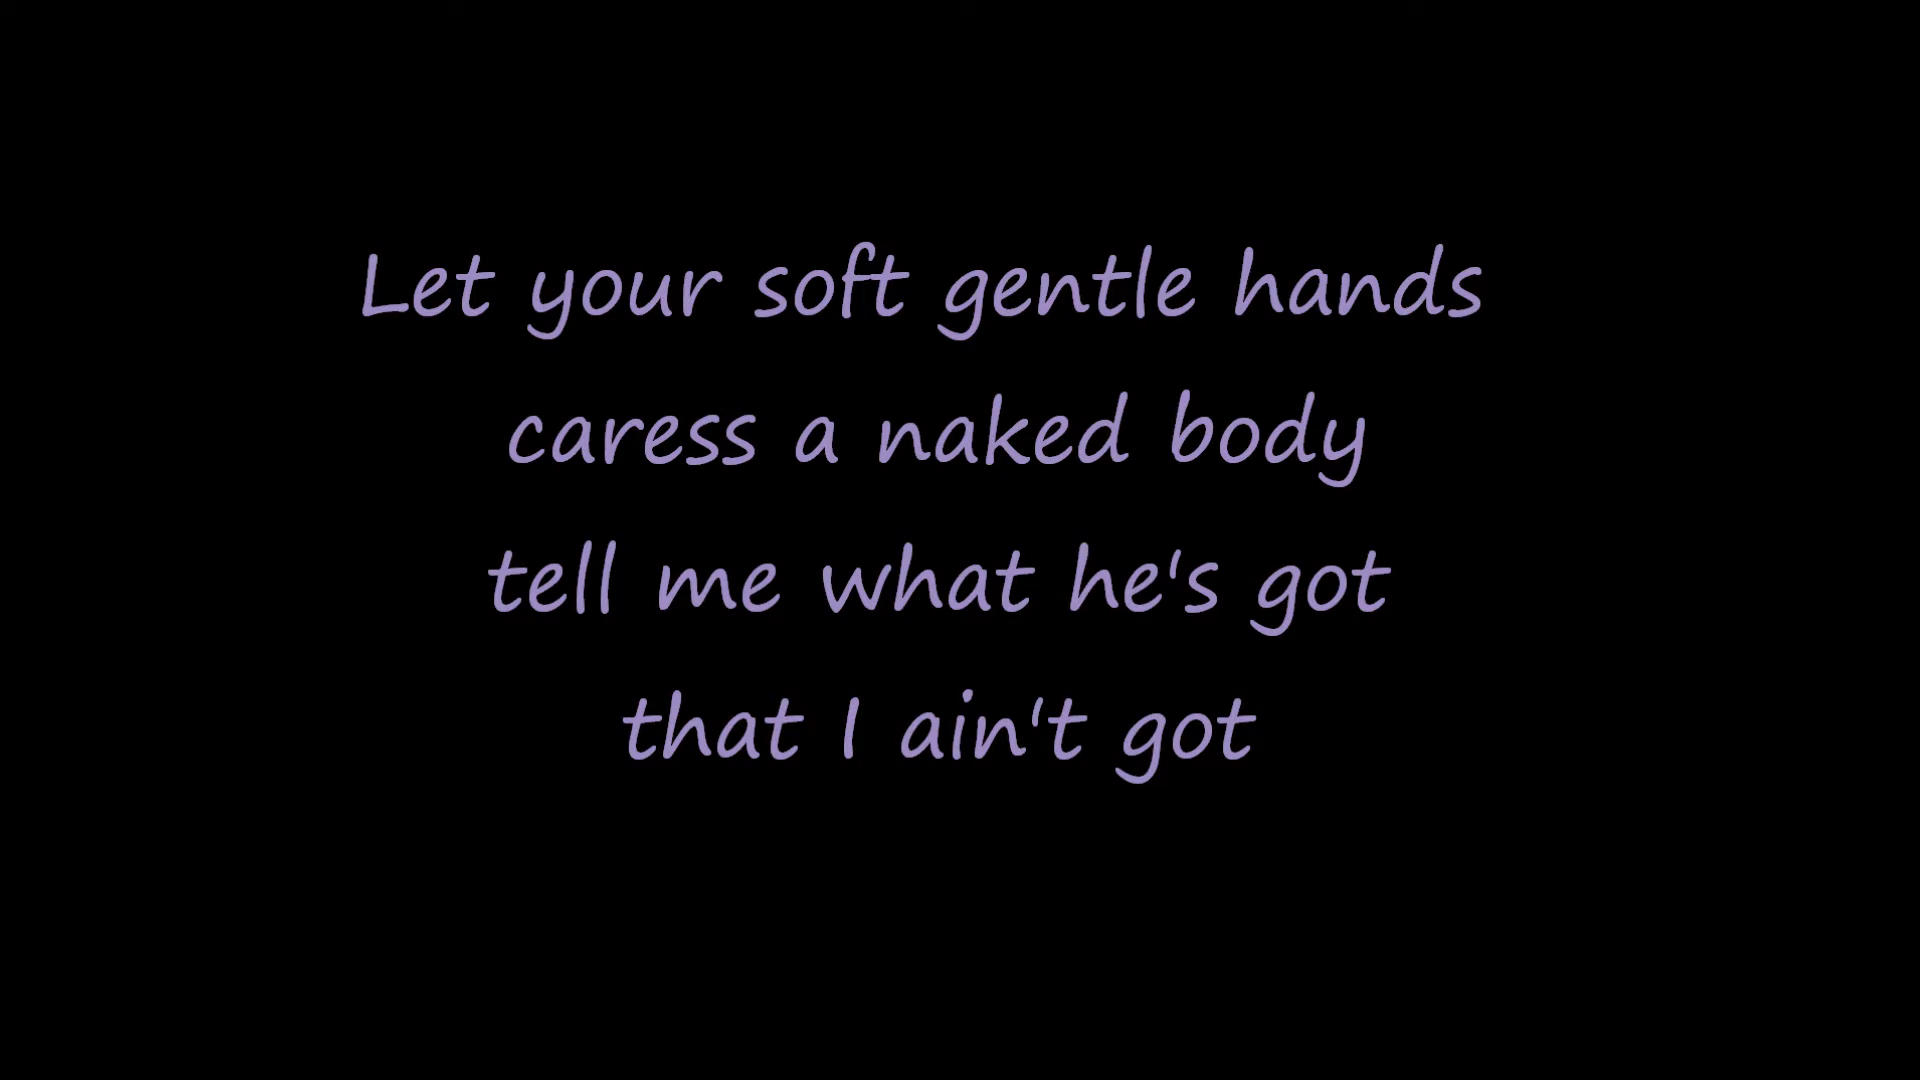 Let your soft gentle hands
caress a naked body
tell me what he's got
that I ain't got